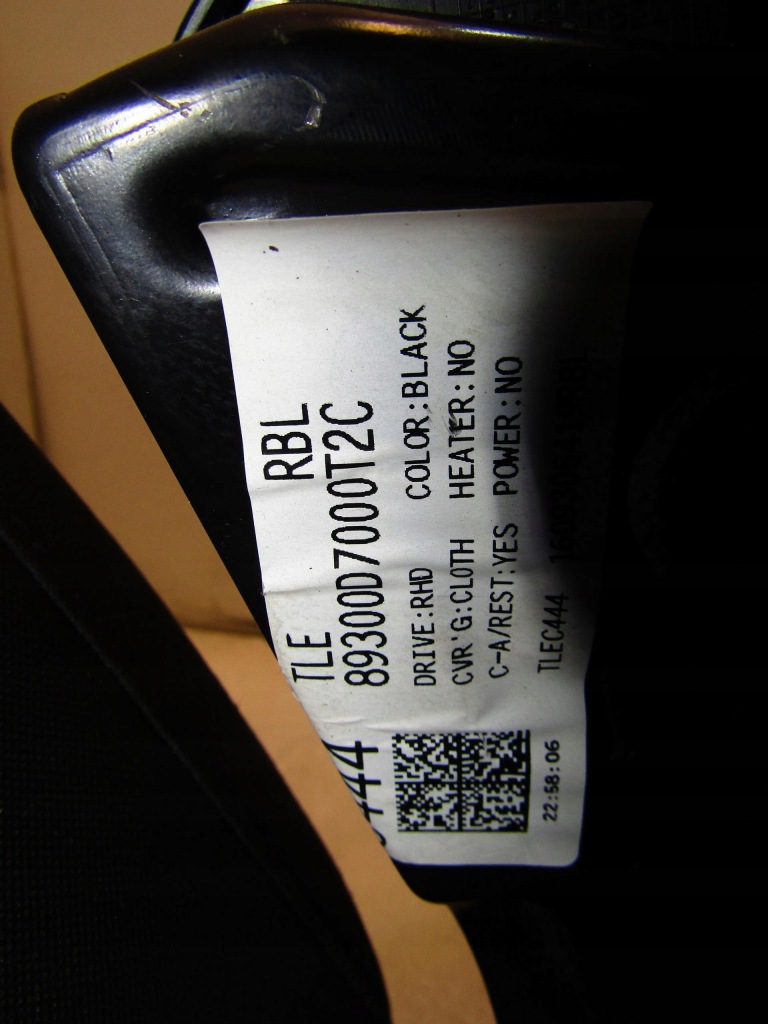 TLE RBL
89300D7000T2C
DRIVE:RHD COLOR:BLACK
CVR'G:CLOTH HEATER:NO
C-A/REST:YES POWER:NO
TLEC444
22:58:06